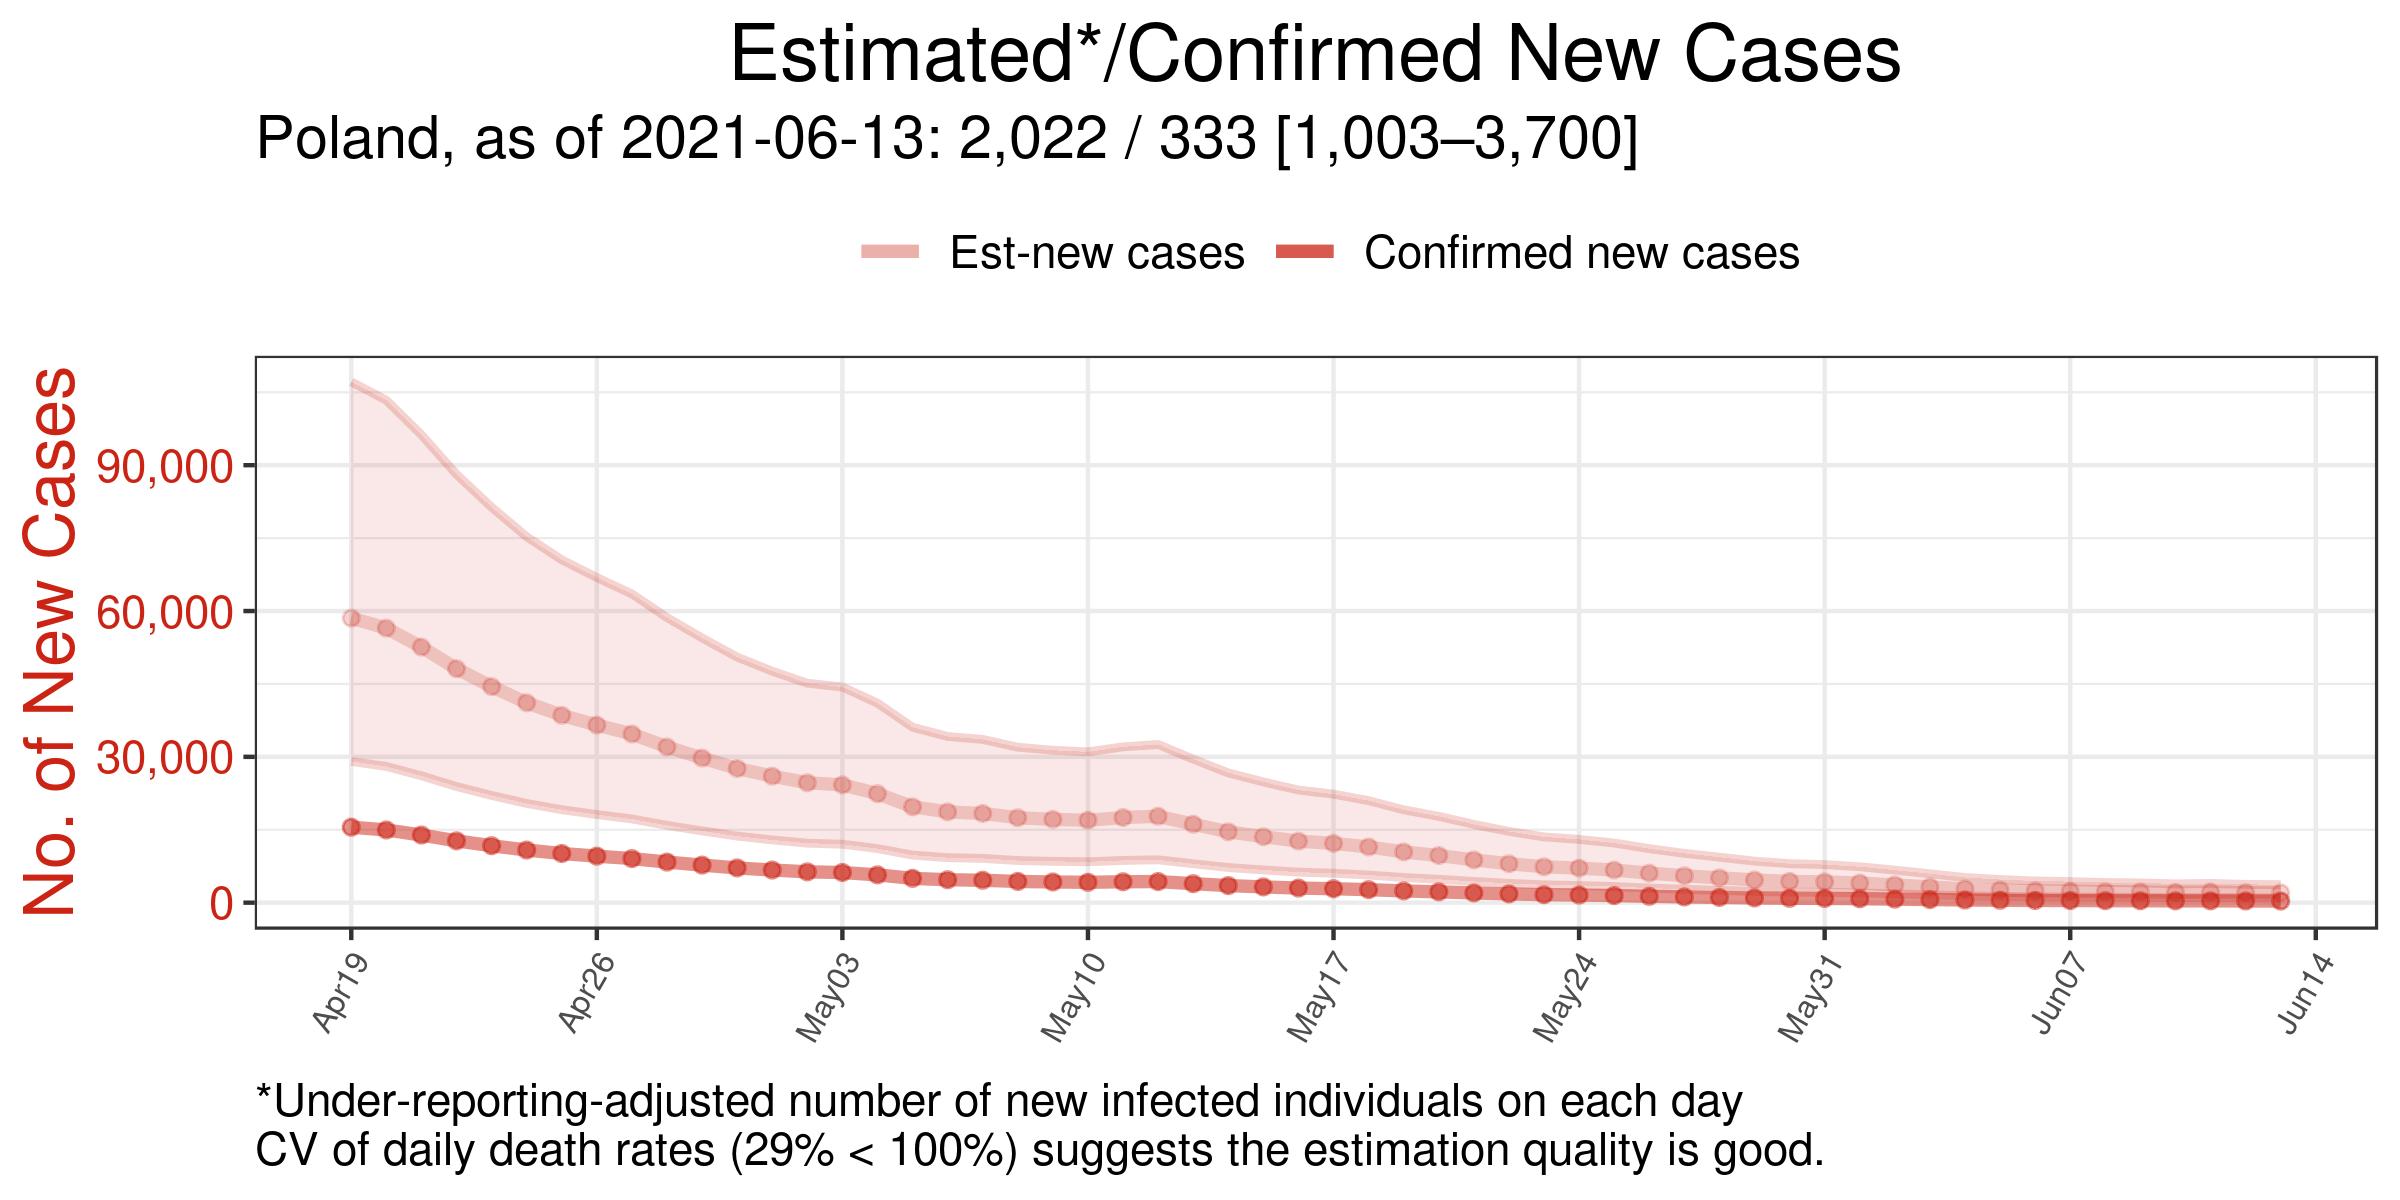 Estimated*/Confirmed New Cases
Poland, as of 2021-06-13: 2,022 / 333 [1,003–3,700]
Est-new cases
Confirmed new cases
No. of New Cases
90,000
60,000
30,000
0
Apr19
Apr26
May03
May10
May17
May24
May31
Jun07
Jun14
*Under-reporting-adjusted number of new infected individuals on each day
CV of daily death rates (29% < 100%) suggests the estimation quality is good.